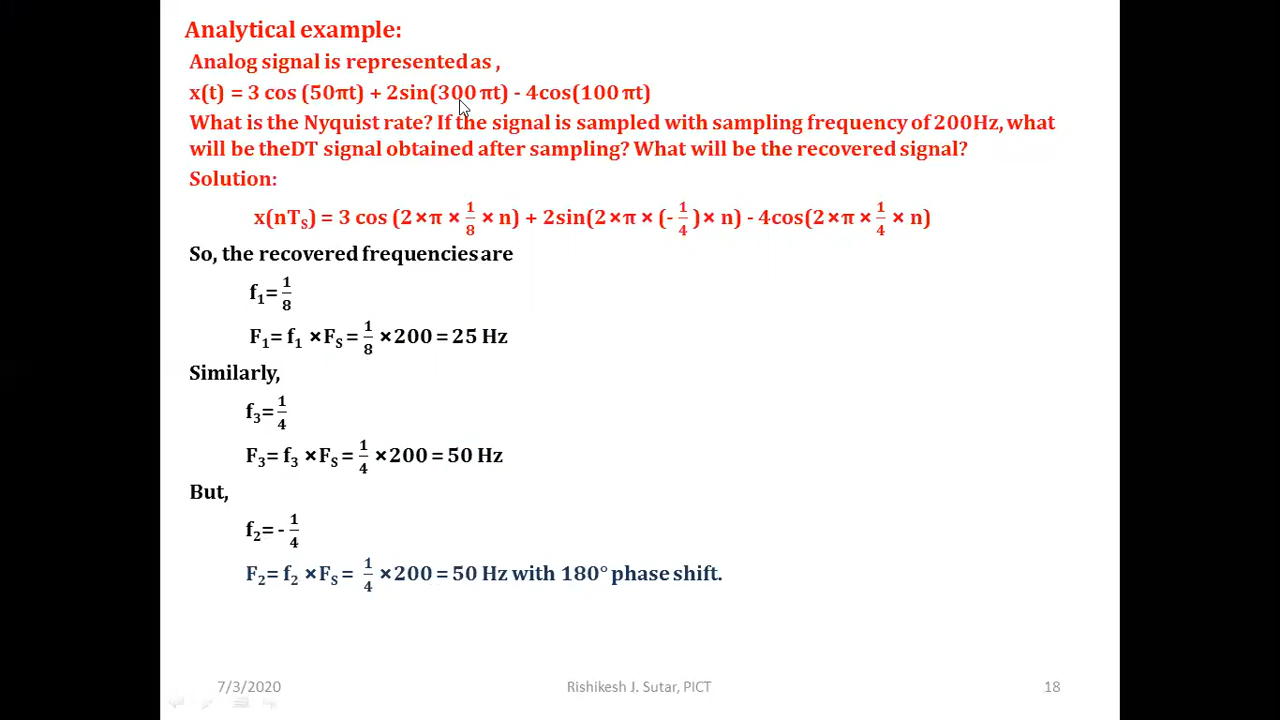 Analytical example:
Analog signal is represented as ,
x(t) = 3 cos (50πt) + 2sin(300πt) - 4cos(100πt)
What is the Nyquist rate? If the signal is sampled with sampling frequency of 200Hz, what
will be theDT signal obtained after sampling? What will be the recovered signal?
Solution:
x(nTₛ) = 3 cos (2×π × 1/8 × n) + 2sin(2×π × (- 1/4) × n) - 4cos(2×π × 1/4 × n)
So, the recovered frequencies are
f₁= 1/8
F₁= f₁ ×Fₛ = 1/8 ×200 = 25 Hz
Similarly,
f₃= 1/4
F₃= f₃ ×Fₛ = 1/4 ×200 = 50 Hz
But,
f₂= - 1/4
F₂= f₂ ×Fₛ = 1/4 ×200 = 50 Hz with 180° phase shift.
7/3/2020 Rishikesh J. Sutar, PICT 18